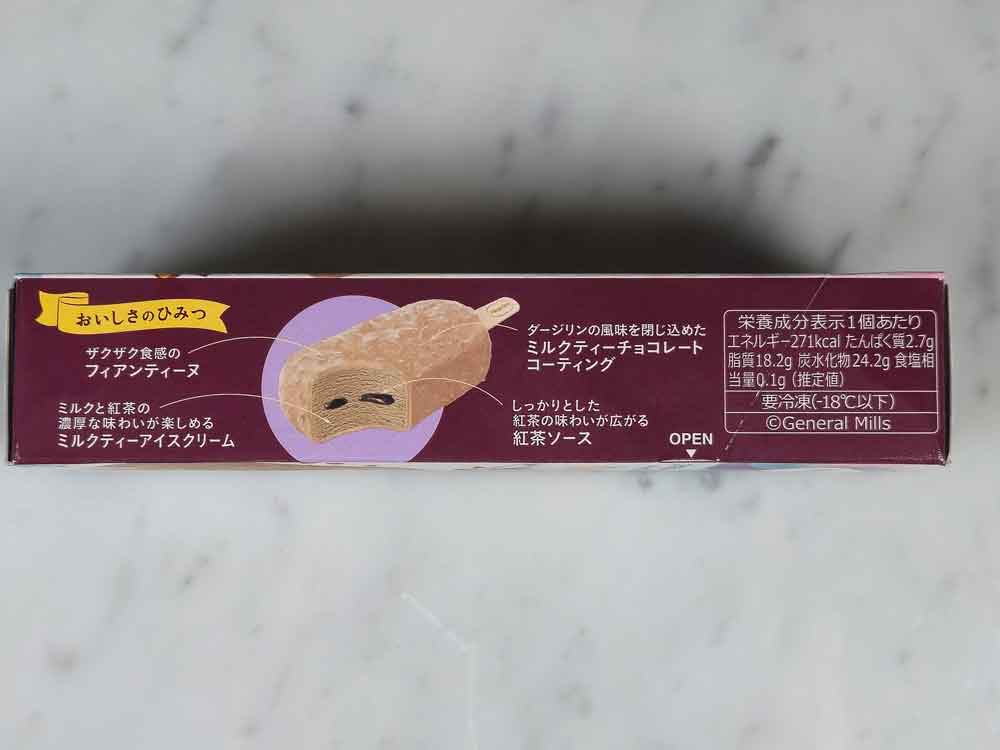 おいしさのひみつ
ザクザク食感の
フィアンティーヌ
ミルクと紅茶の
濃厚な味わいが楽しめる
ミルクティーアイスクリーム
ダージリンの風味を閉じ込めた
ミルクティーチョコレート
コーティング
しっかりとした
紅茶の味わいが広がる
紅茶ソース
OPEN
栄養成分表示1個あたり
エネルギー271kcal たんぱく質2.7g
脂質18.2g 炭水化物24.2g 食塩相
当量0.1g（推定値）
要冷凍(-18℃以下)
©General Mills